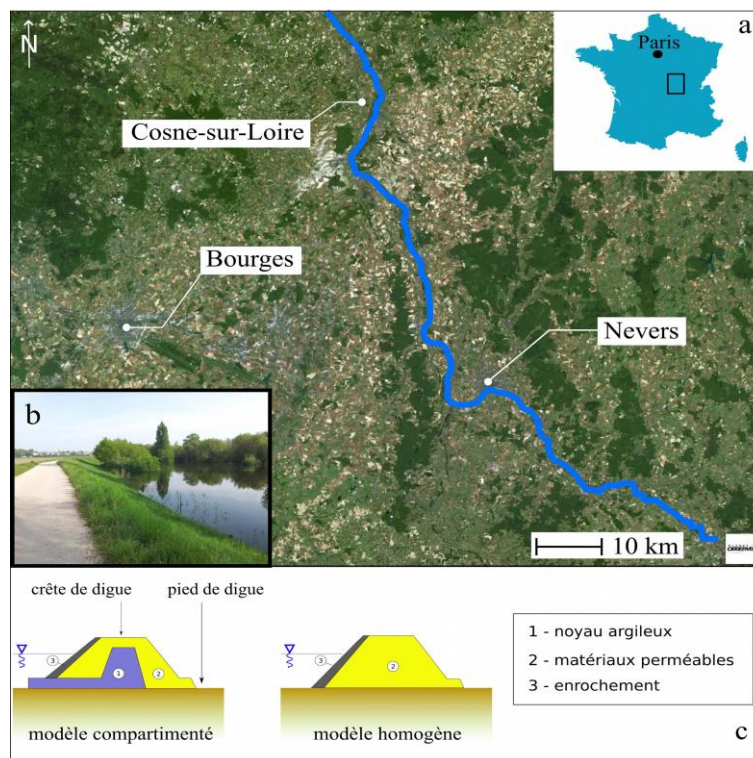 N
a
Paris
Cosne-sur-Loire
Bourges
Nevers
b
10 km
crête de digue
pied de digue
3
1
2
modèle compartimenté
3
2
modèle homogène
1 - noyau argileux
2 - matériaux perméables
3 - enrochement
c